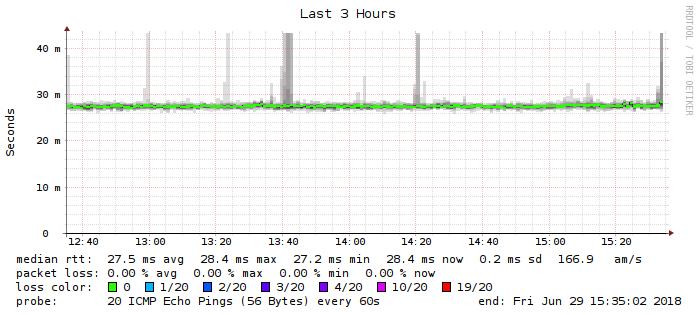 Last 3 Hours
RRDTOOL / TOBI OETIKER
Seconds
40 m
30 m
20 m
10 m
0
12:40 13:00 13:20 13:40 14:00 14:20 14:40 15:00 15:20
median rtt: 27.5 ms avg 28.4 ms max 27.2 ms min 28.4 ms now 0.2 ms sd 166.9 am/s
packet loss: 0.00 % avg 0.00 % max 0.00 % min 0.00 % now
loss color: 0 1/20 2/20 3/20 4/20 10/20 19/20
probe: 20 ICMP Echo Pings (56 Bytes) every 60s end: Fri Jun 29 15:35:02 2018